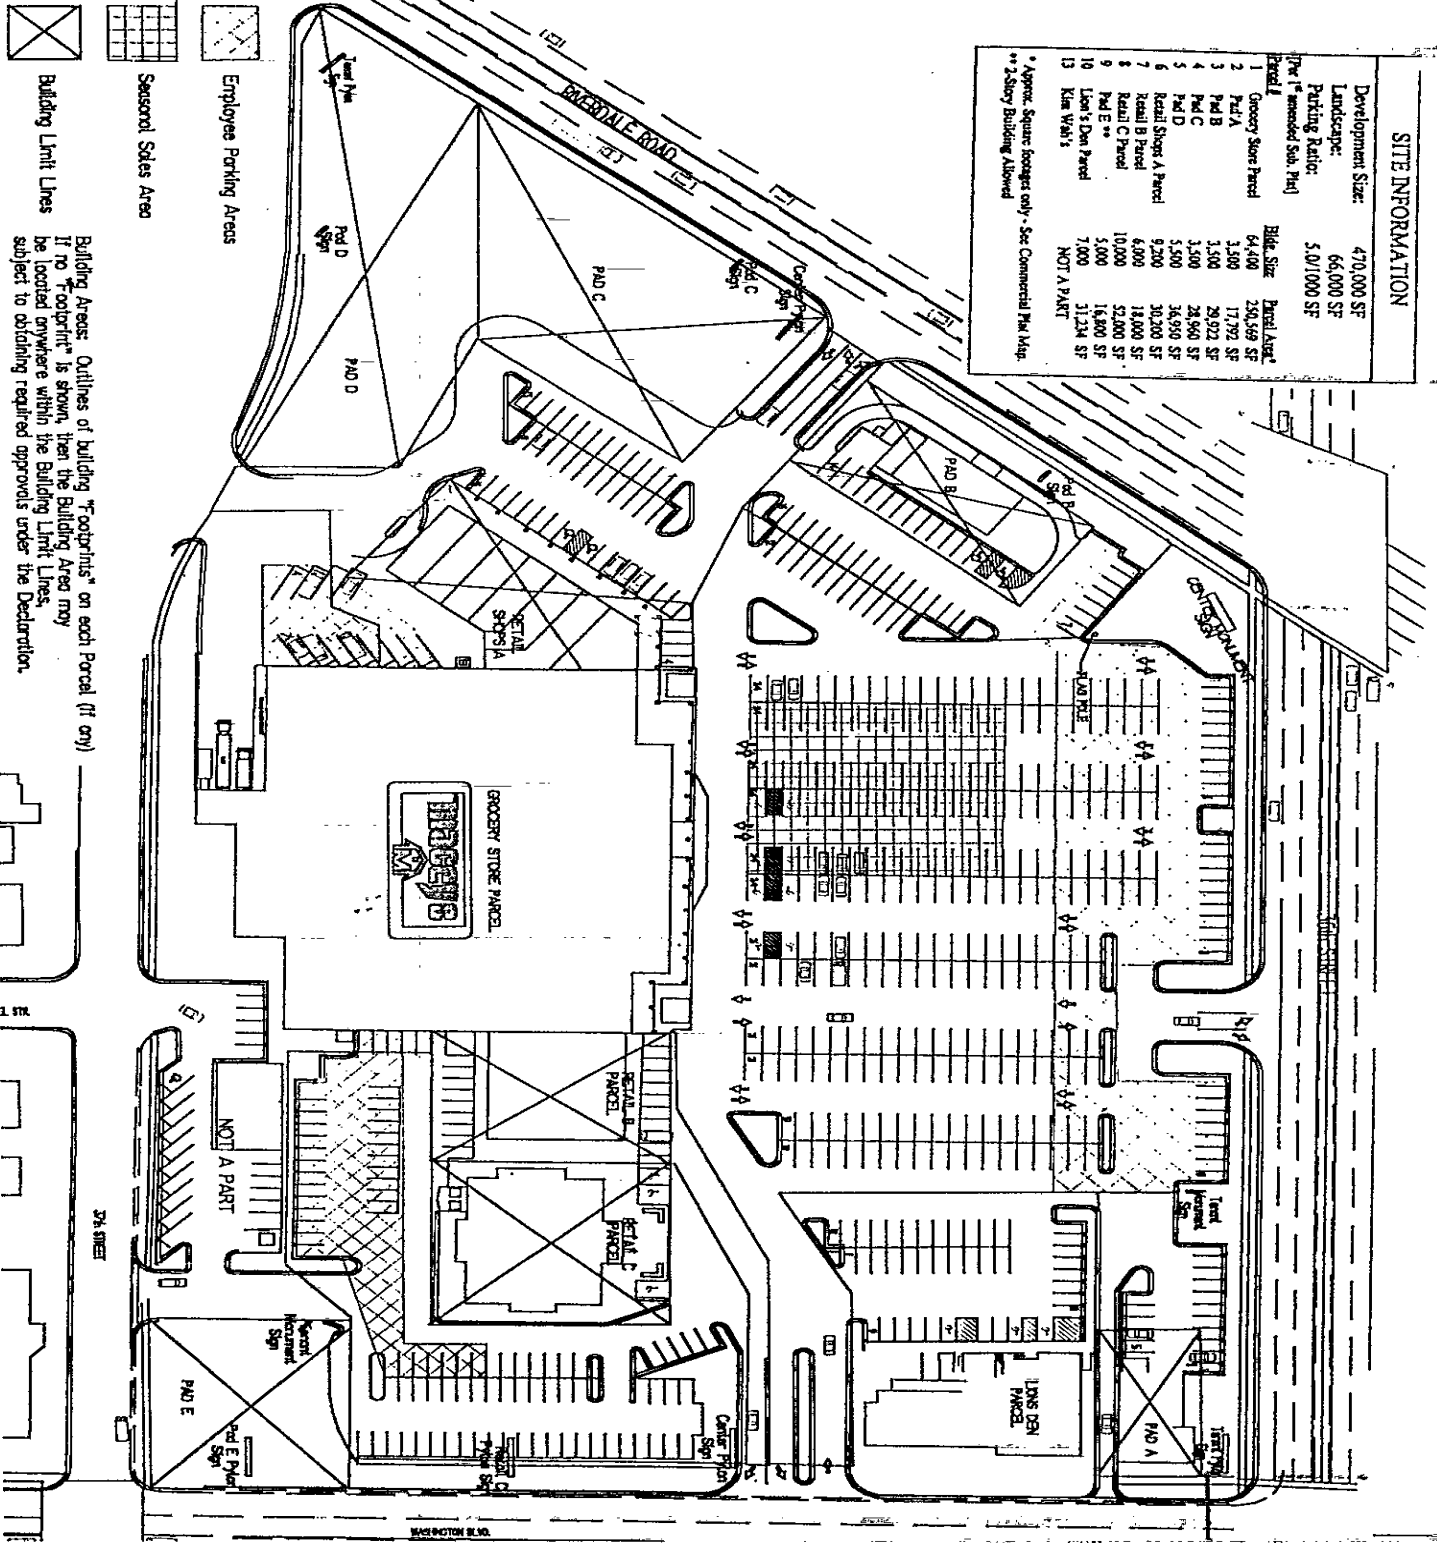 SITE INFORMATION
Development Size: 470,000 SF
Landscape: 66,000 SF
Parking Ratio: 5.0/1000 SF
[Per 1st amended Sub. Plat]
Parcel # Bldg. Size Parcel Area*
1 Grocery Store Parcel 64,400 250,569 SF
2 Pad A 3,500 17,792 SF
3 Pad B 3,500 29,922 SF
4 Pad C 3,500 28,960 SF
5 Pad D 5,500 36,950 SF
6 Retail Shops A Parcel 9,200 30,200 SF
7 Retail B Parcel 6,000 18,000 SF
8 Retail C Parcel 10,000 52,000 SF
9 Pad E ** 5,000 16,800 SF
10 Lion's Den Parcel 7,000 31,234 SF
13 Kim Wah's NOT A PART
* Approx. Square footages only - See Commercial Plat Map.
** 2-Story Building Allowed
RIVERDALE ROAD
Tenant Pylon
Sign
Pad D
Sign
PAD D
PAD C
Pad C
Sign
Center Pylon
Sign
PAD B
Pad B
Sign
CENTER MONUMENT
SIGN
FLAG POLE
RETAIL
SHOPS A
GROCERY STORE PARCEL
RETAIL B
PARCEL
RETAIL C
PARCEL
NOT A PART
Tenant
Monument
Sign
LIONS DEN
PARCEL
PAD A
Tenant Pylon
Sign
Center Pylon
Sign
Retail C
Pylon Sign
Monument
Sign
PAD E
Pad E Pylon
Sign
WASHINGTON BLVD.
37th STREET
Employee Parking Areas
Seasonal Sales Area
Building Limit Lines
Building Areas: Outlines of building "Footprints" on each Parcel (if any)
If no "Footprint" is shown, then the Building Area may
be located anywhere within the Building Limit Lines,
subject to obtaining required approvals under the Declaration.